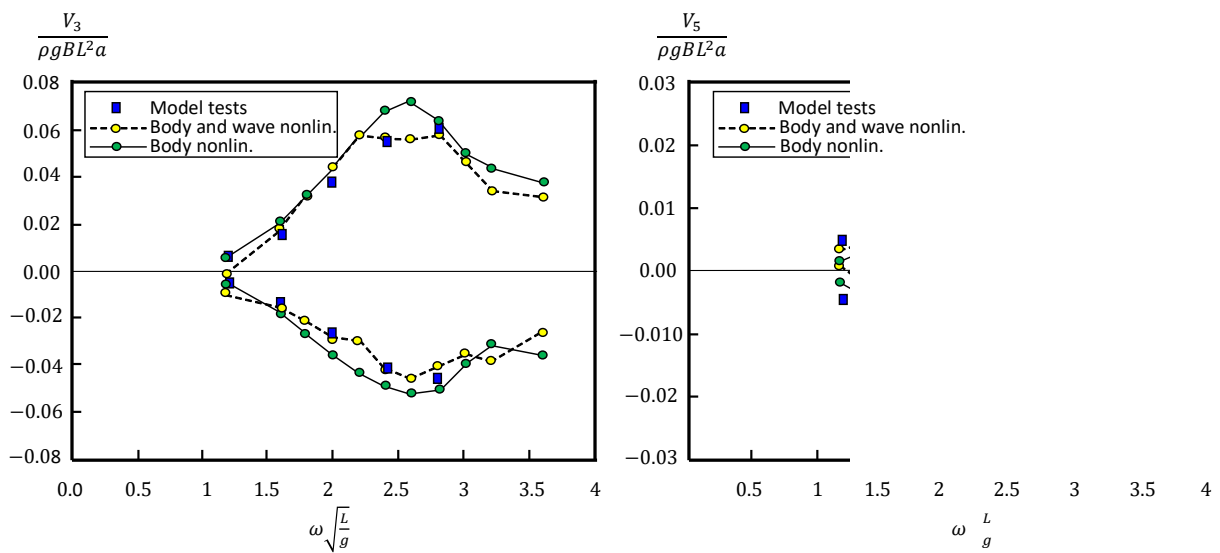 V₃
ρgBL²a
0.08
0.06
0.04
0.02
0.00
−0.02
−0.04
−0.06
−0.08
Model tests
Body and wave nonlin.
Body nonlin.
0.0 0.5 1 1.5 2 2.5 3 3.5 4
ω√L/g
V₅
ρgBL²a
0.03
0.02
0.01
0.00
−0.010
−0.02
−0.03
Model tests
Body and wave nonlin.
Body nonlin.
0.5 1 1.5 2 2.5 3 3.5 4
ω L
g